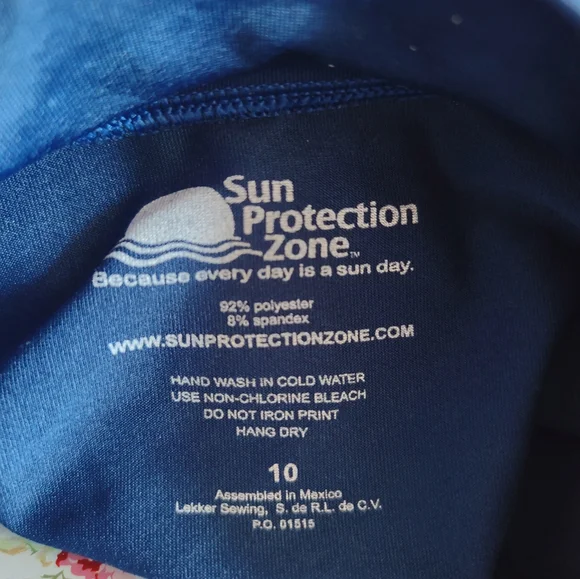 Sun
Protection
Zone™
Because every day is a sun day.
92% polyester
8% spandex
WWW.SUNPROTECTIONZONE.COM
HAND WASH IN COLD WATER
USE NON-CHLORINE BLEACH
DO NOT IRON PRINT
HANG DRY
10
Assembled in Mexico
Lekker Sewing, S. de R.L. de C.V.
P.O. 01515